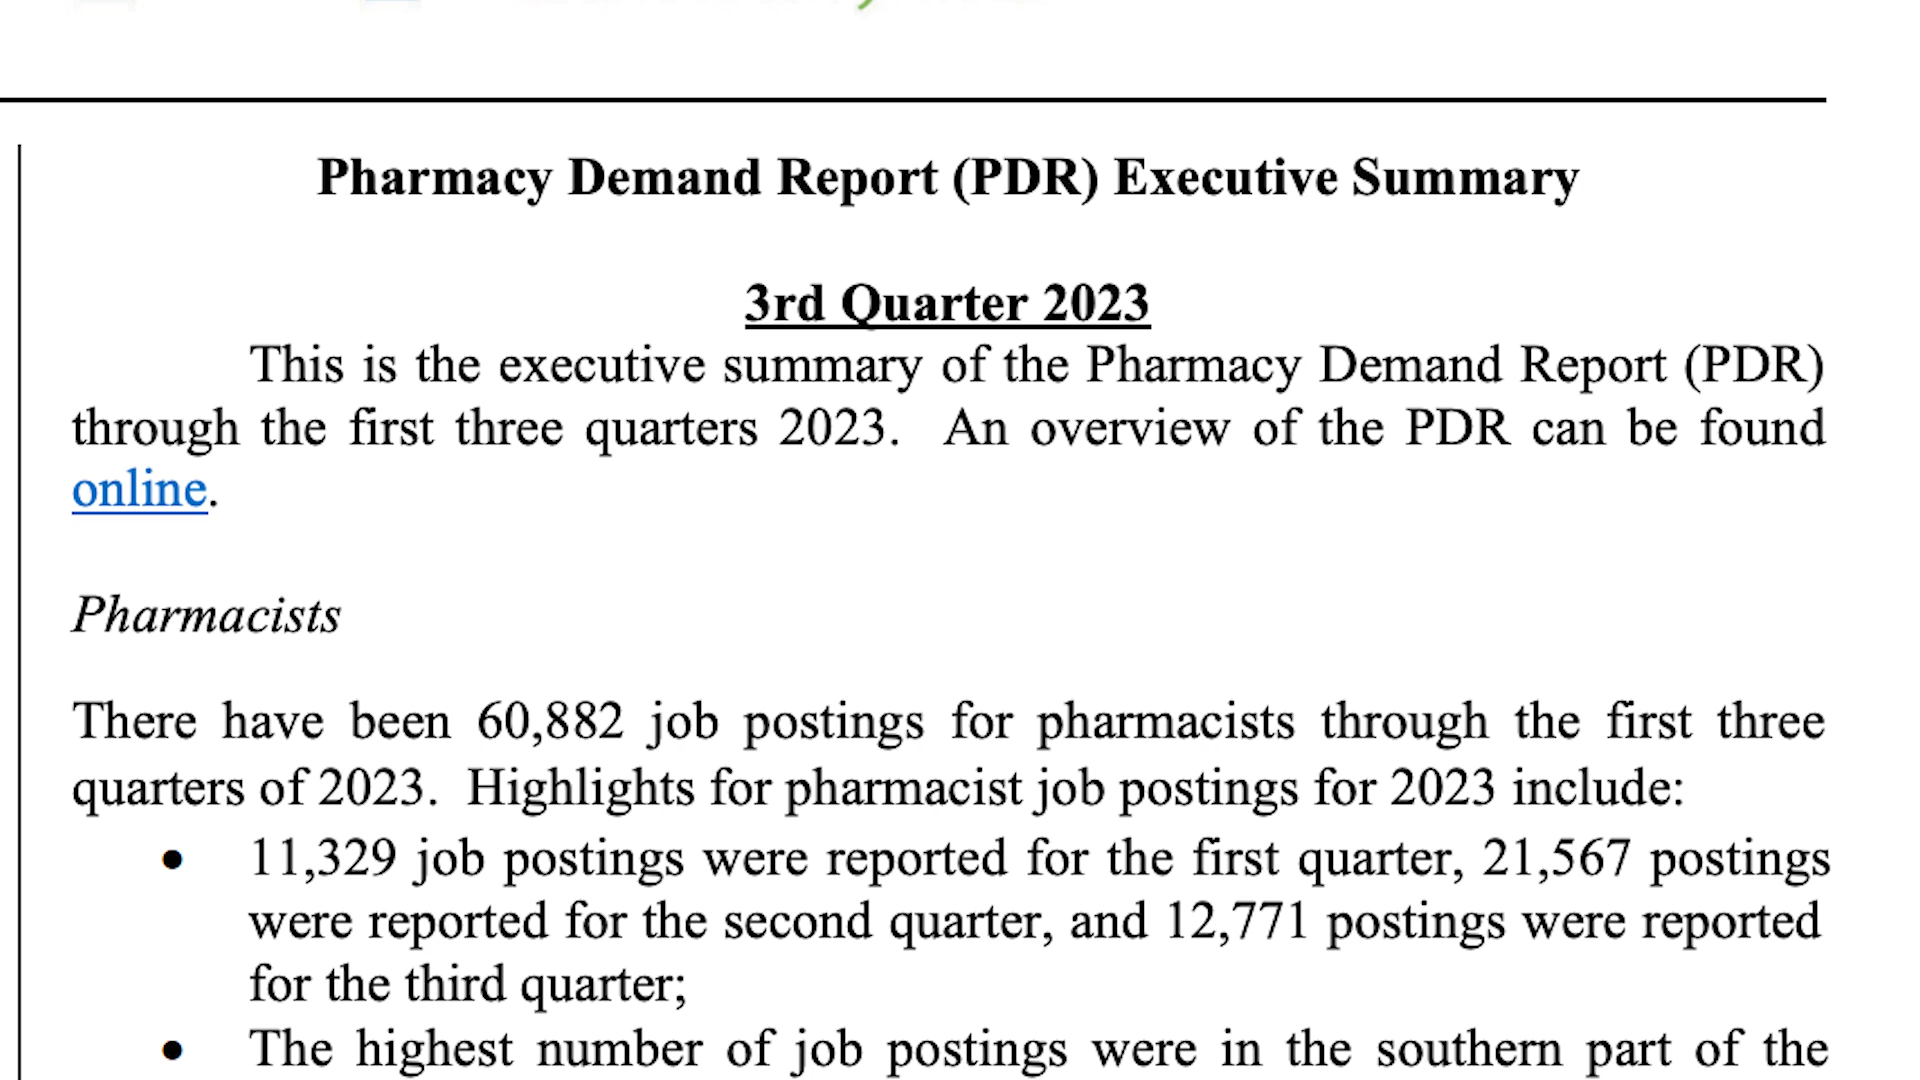 Pharmacy Demand Report (PDR) Executive Summary
3rd Quarter 2023
This is the executive summary of the Pharmacy Demand Report (PDR)
through the first three quarters 2023. An overview of the PDR can be found
online.
Pharmacists
There have been 60,882 job postings for pharmacists through the first three
quarters of 2023. Highlights for pharmacist job postings for 2023 include:
• 11,329 job postings were reported for the first quarter, 21,567 postings
were reported for the second quarter, and 12,771 postings were reported
for the third quarter;
• The highest number of job postings were in the southern part of the